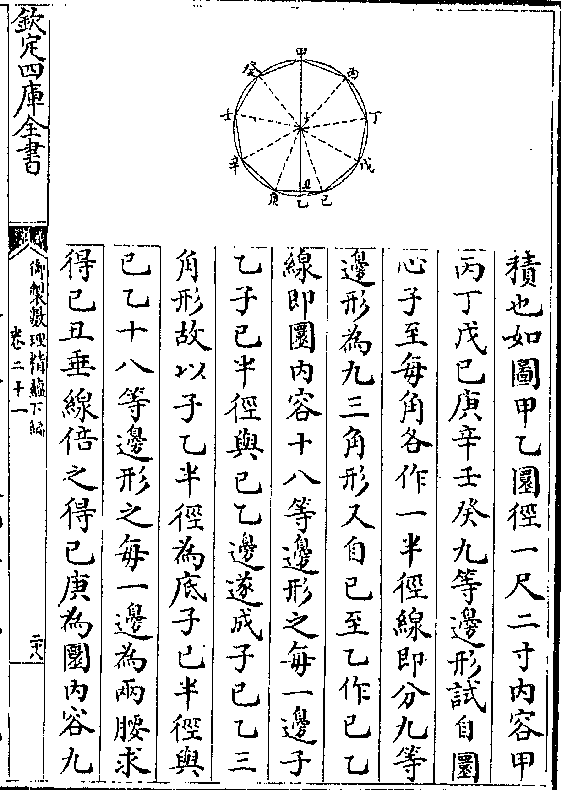 積也如圖甲乙圜徑一尺二寸内容甲
丙丁戊己庚辛壬癸九等邊形試自圜
心子至每角各作一半徑線即分九等
邊形為九三角形又自己至乙作己乙
線即圜内容十八等邊形之每一邊子
乙子己半徑與己乙邊遂成子己乙三
角形故以子乙半徑為底子己半徑與
己乙十八等邊形之每一邊為兩腰求
得己丑垂線倍之得己庚為圜内容九
欽定四庫全書
御製數理精蘊下編
卷二十一
甲
丙
丁
戊
己
乙
庚
辛
壬
癸
子
丑